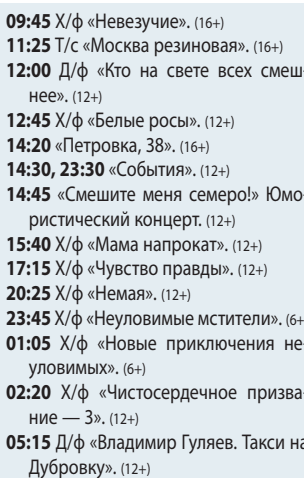 09:45 Х/ф «Невезучие». (16+)
11:25 Т/с «Москва резиновая». (16+)
12:00 Д/ф «Кто на свете всех смеш-
нее». (12+)
12:45 Х/ф «Белые росы». (12+)
14:20 «Петровка, 38». (16+)
14:30, 23:30 «События». (12+)
14:45 «Смешите меня семеро!» Юмо-
ристический концерт. (12+)
15:40 Х/ф «Мама напрокат». (12+)
17:15 Х/ф «Чувство правды». (12+)
20:25 Х/ф «Немая». (12+)
23:45 Х/ф «Неуловимые мстители». (6+
01:05 Х/ф «Новые приключения не-
уловимых». (6+)
02:20 Х/ф «Чистосердечное призва-
ние — 3». (12+)
05:15 Д/ф «Владимир Гуляев. Такси на
Дубровку». (12+)